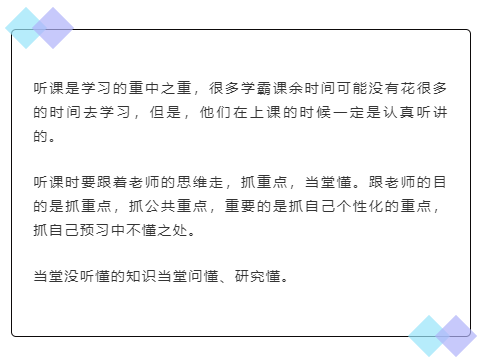 听课是学习的重中之重，很多学霸课余时间可能没有花很多
的时间去学习，但是，他们在上课的时候一定是认真听讲
的。
听课时要跟着老师的思维走，抓重点，当堂懂。跟老师的目
的是抓重点，抓公共重点，重要的是抓自己个性化的重点，
抓自己预习中不懂之处。
当堂没听懂的知识当堂问懂、研究懂。